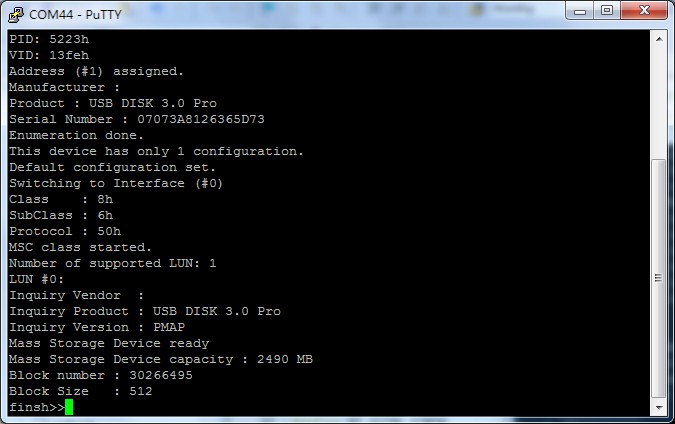 COM44 - PuTTY
PID: 5223h
VID: 13feh
Address (#1) assigned.
Manufacturer :
Product : USB DISK 3.0 Pro
Serial Number : 07073A8126365D73
Enumeration done.
This device has only 1 configuration.
Default configuration set.
Switching to Interface (#0)
Class    : 8h
SubClass : 6h
Protocol : 50h
MSC class started.
Number of supported LUN: 1
LUN #0:
Inquiry Vendor  :
Inquiry Product : USB DISK 3.0 Pro
Inquiry Version : PMAP
Mass Storage Device ready
Mass Storage Device capacity : 2490 MB
Block number : 30266495
Block Size   : 512
finsh>>